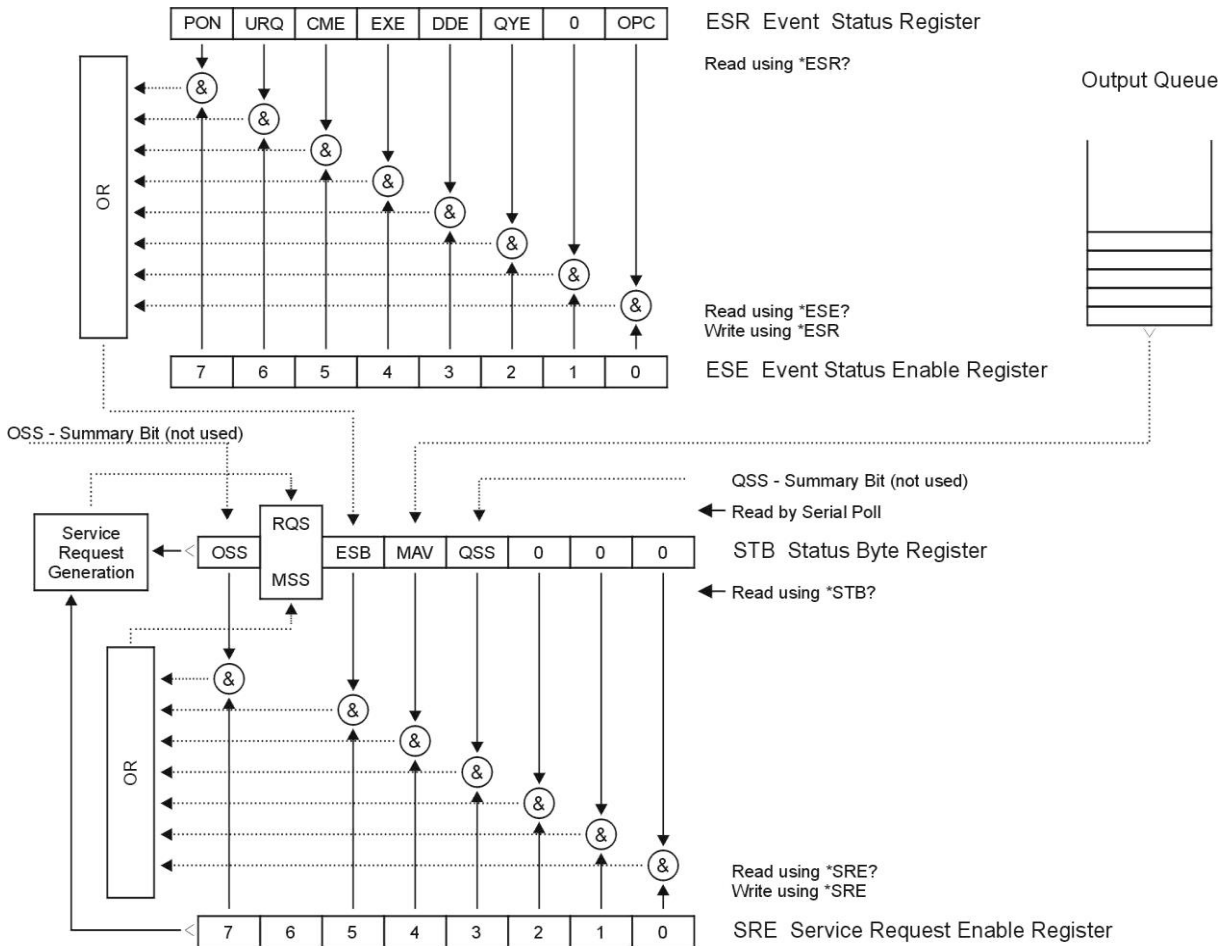 PON URQ CME EXE DDE QYE 0 OPC
ESR Event Status Register
Read using *ESR?
Output Queue
&
&
&
&
&
&
&
&
OR
Read using *ESE?
Write using *ESR
7 6 5 4 3 2 1 0
ESE Event Status Enable Register
OSS - Summary Bit (not used)
QSS - Summary Bit (not used)
Read by Serial Poll
Service
Request
Generation
RQS
MSS
OSS ESB MAV QSS 0 0 0
STB Status Byte Register
Read using *STB?
&
&
&
&
&
&
&
OR
Read using *SRE?
Write using *SRE
7 6 5 4 3 2 1 0
SRE Service Request Enable Register